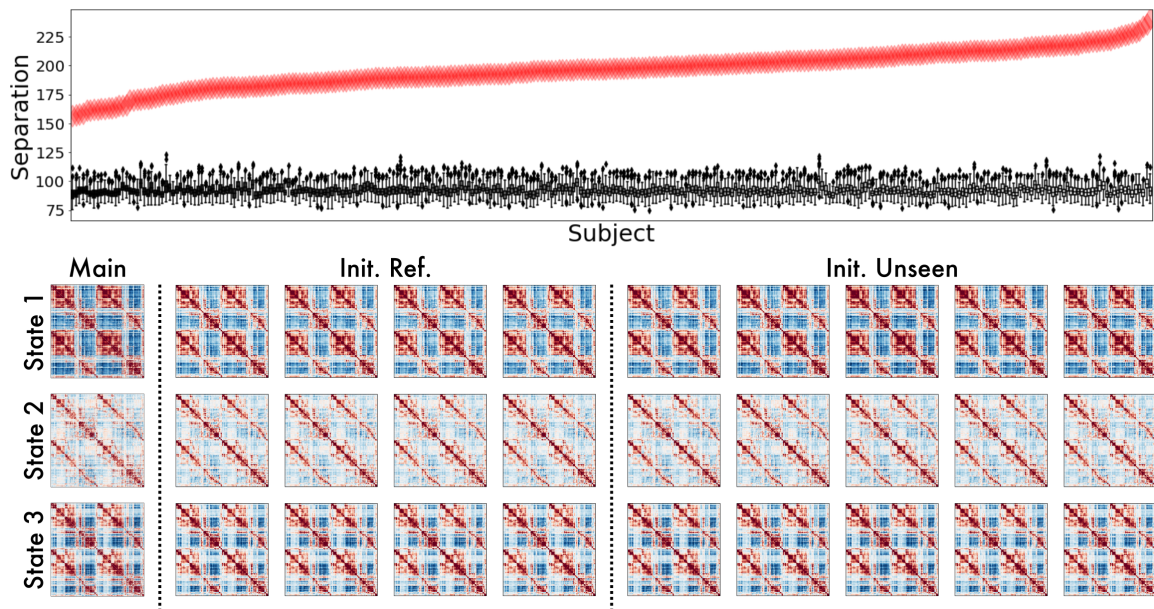 225
200
175
150
125
100
75
Separation
Subject
Main
Init. Ref.
Init. Unseen
State 1
State 2
State 3